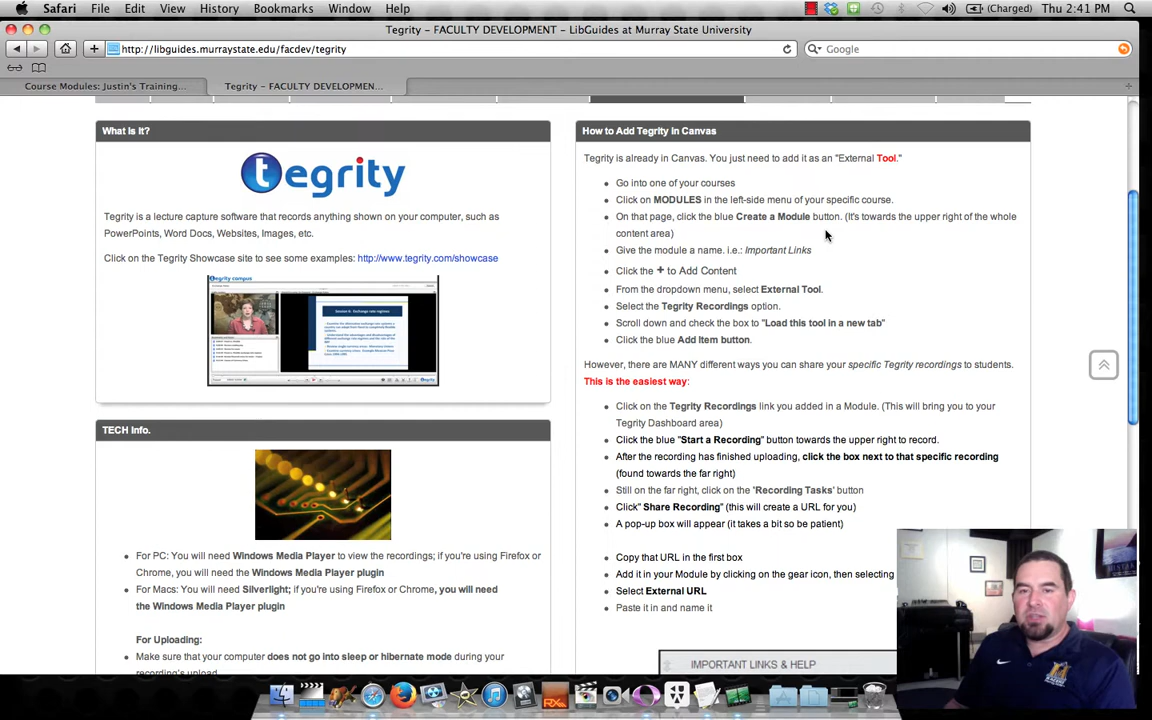 Safari File Edit View History Bookmarks Window Help (Charged) Thu 2:41 PM
Tegrity – FACULTY DEVELOPMENT – LibGuides at Murray State University
http://libguides.murraystate.edu/facdev/tegrity
Google
Course Modules: Justin's Training...
Tegrity – FACULTY DEVELOPMEN...
What is It?
tegrity
Tegrity is a lecture capture software that records anything shown on your computer, such as
PowerPoints, Word Docs, Websites, Images, etc.
Click on the Tegrity Showcase site to see some examples: http://www.tegrity.com/showcase
tegrity campus
TECH Info.
For PC: You will need Windows Media Player to view the recordings; if you're using Firefox or
Chrome, you will need the Windows Media Player plugin
For Macs: You will need Silverlight; if you're using Firefox or Chrome, you will need
the Windows Media Player plugin
For Uploading:
Make sure that your computer does not go into sleep or hibernate mode during your
recording's upload
How to Add Tegrity in Canvas
Tegrity is already in Canvas. You just need to add it as an "External Tool."
Go into one of your courses
Click on MODULES in the left-side menu of your specific course.
On that page, click the blue Create a Module button. (It's towards the upper right of the whole
content area)
Give the module a name. i.e.: Important Links
Click the + to Add Content
From the dropdown menu, select External Tool.
Select the Tegrity Recordings option.
Scroll down and check the box to "Load this tool in a new tab"
Click the blue Add Item button.
However, there are MANY different ways you can share your specific Tegrity recordings to students.
This is the easiest way:
Click on the Tegrity Recordings link you added in a Module. (This will bring you to your
Tegrity Dashboard area)
Click the blue "Start a Recording" button towards the upper right to record.
After the recording has finished uploading, click the box next to that specific recording
(found towards the far right)
Still on the far right, click on the 'Recording Tasks' button
Click" Share Recording" (this will create a URL for you)
A pop-up box will appear (it takes a bit so be patient)
Copy that URL in the first box
Add it in your Module by clicking on the gear icon, then selecting
Select External URL
Paste it in and name it
IMPORTANT LINKS & HELP